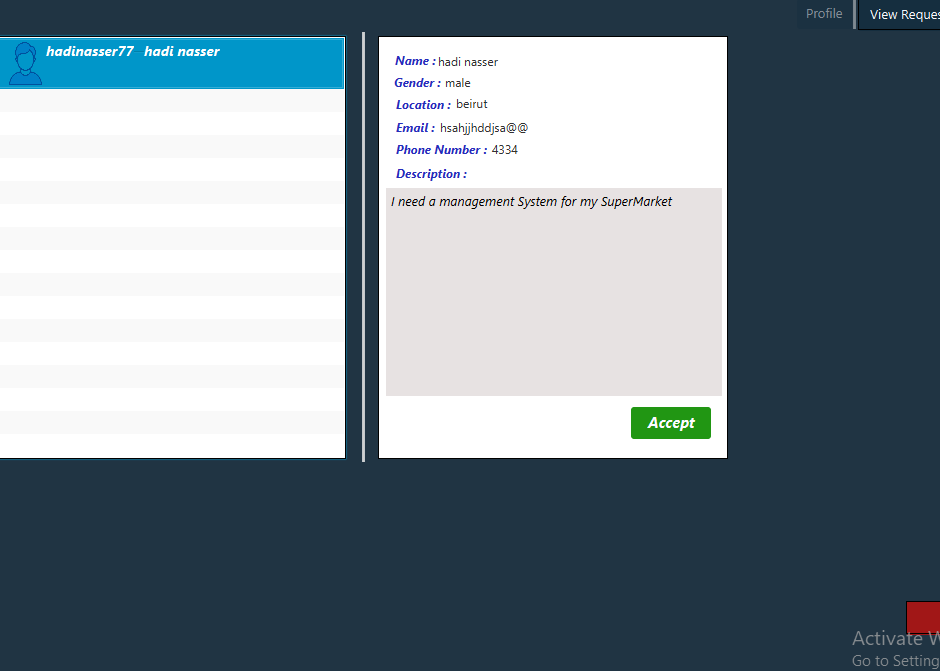 Profile
View Reques
hadinasser77 hadi nasser
Name : hadi nasser
Gender : male
Location : beirut
Email : hsahjjhddjsa@@
Phone Number : 4334
Description :
I need a management System for my SuperMarket
Accept
Activate W
Go to Setting